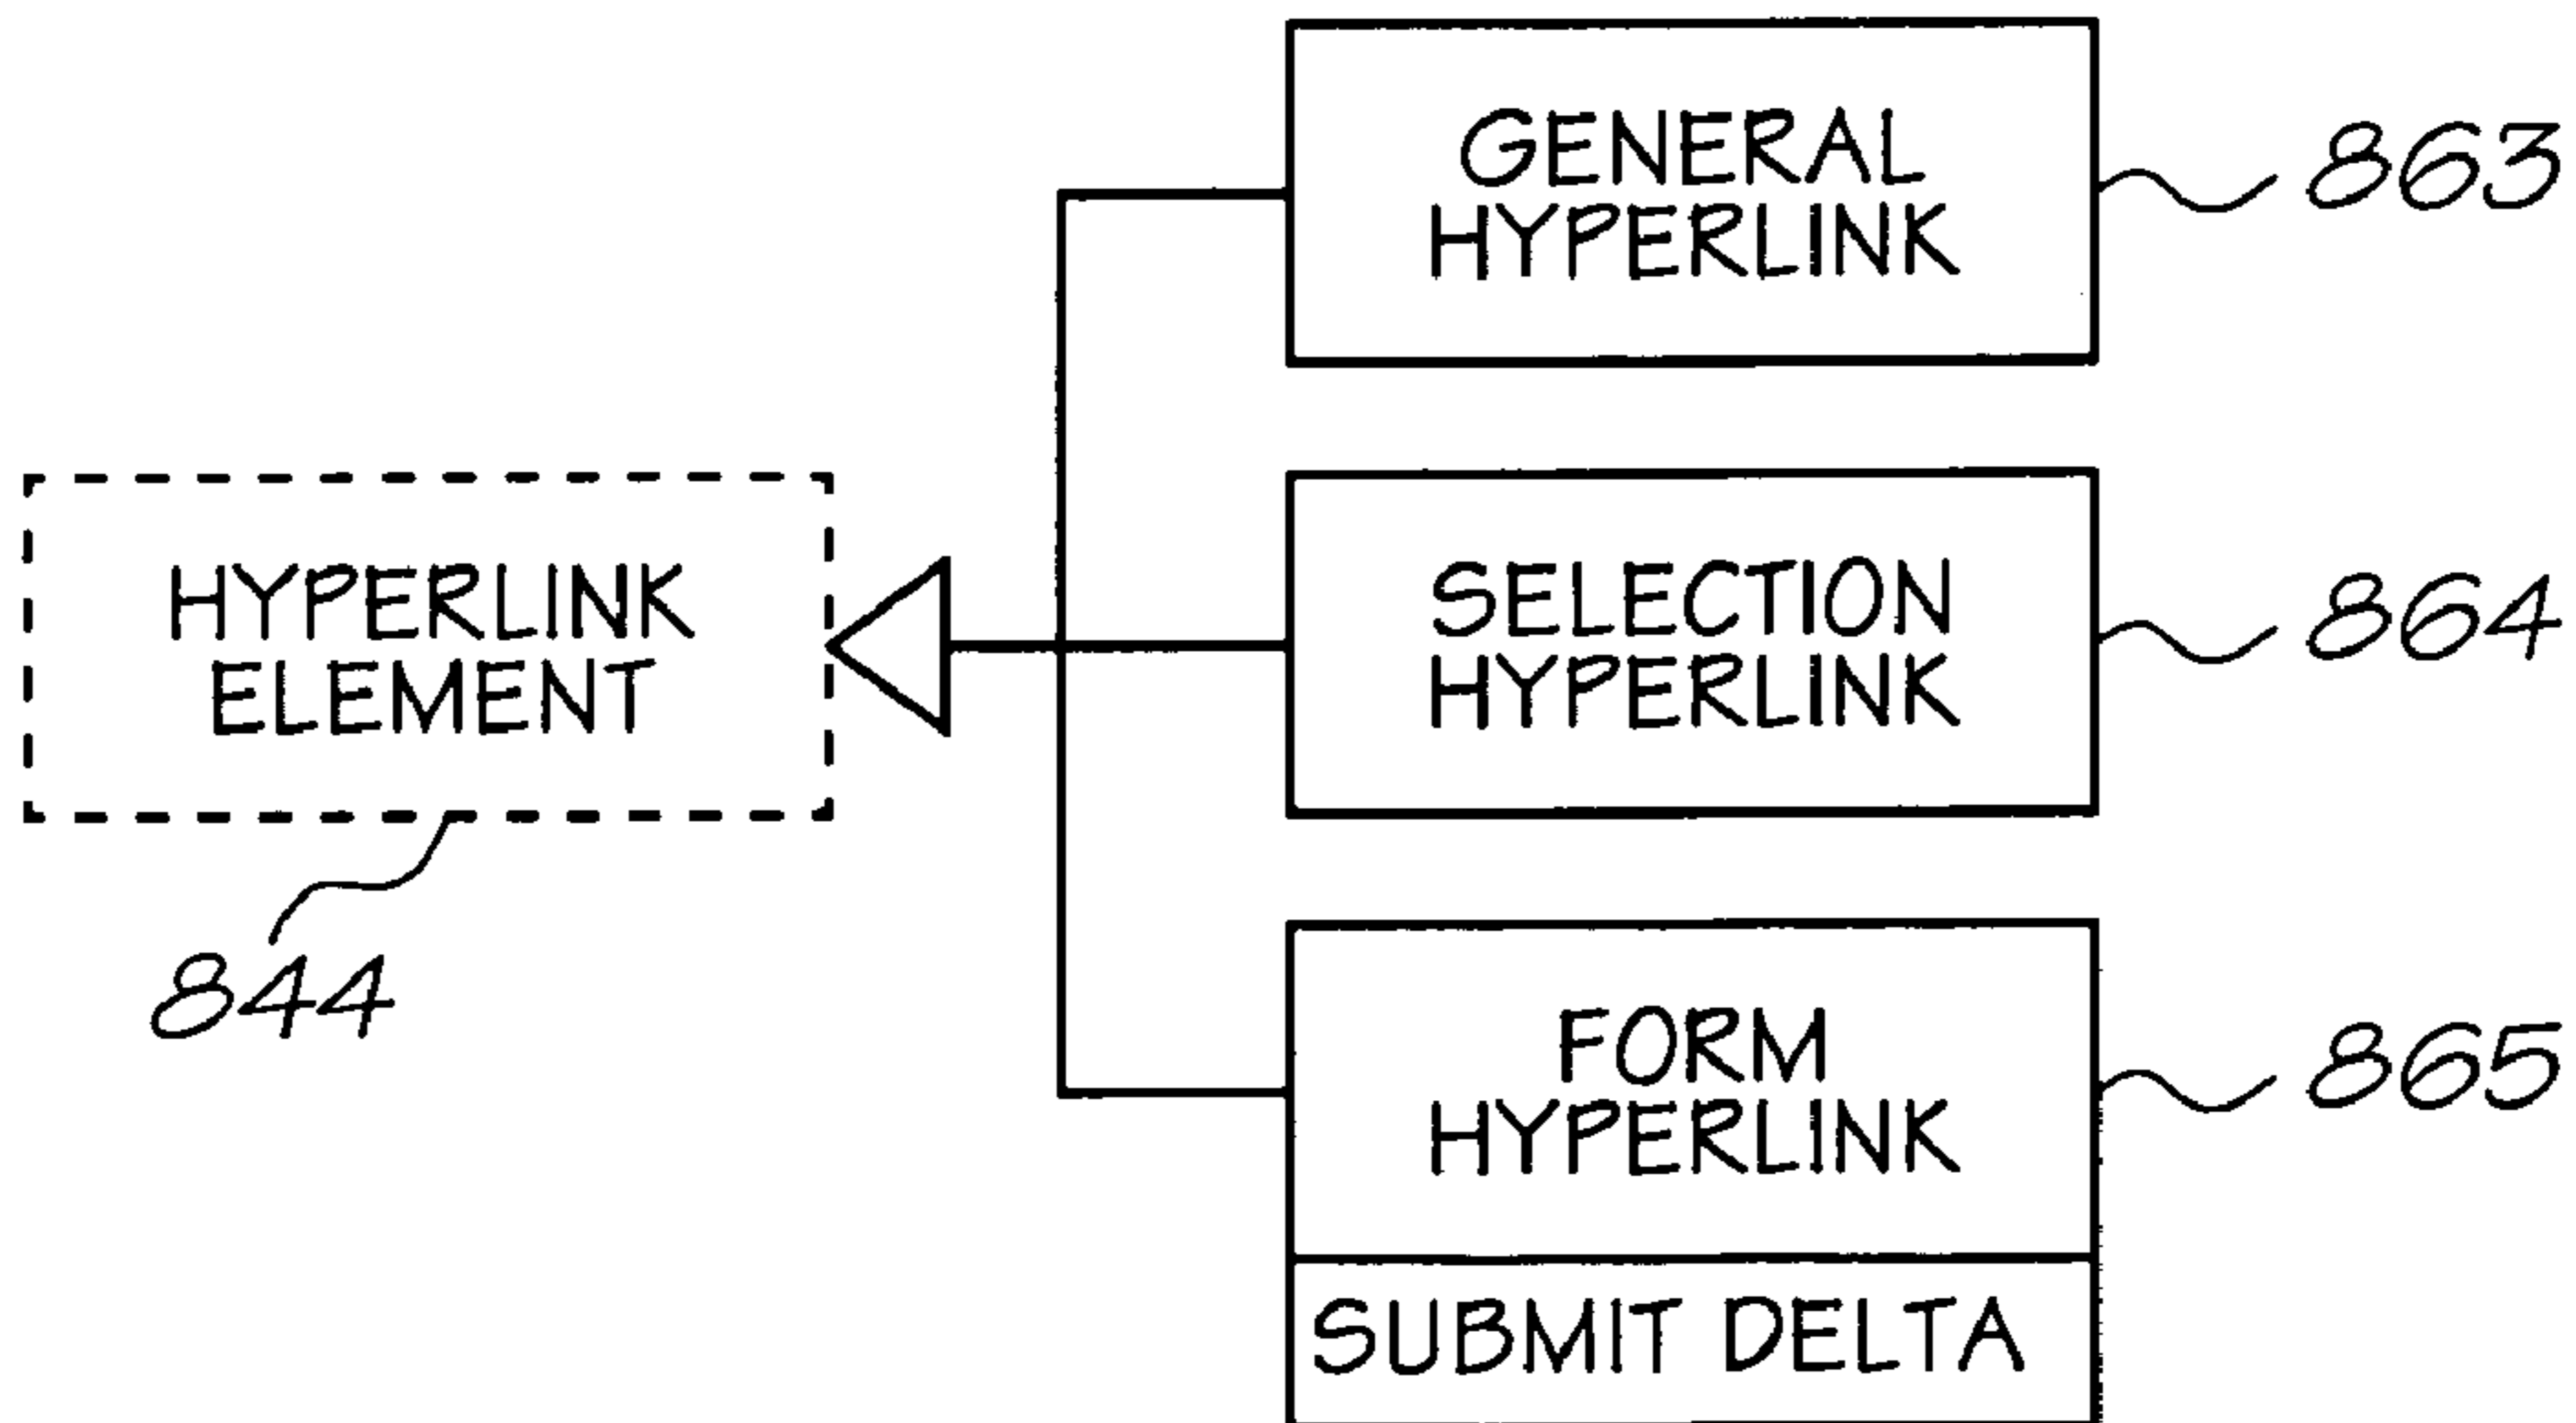 GENERAL
HYPERLINK
863
HYPERLINK
ELEMENT
844
SELECTION
HYPERLINK
864
FORM
HYPERLINK
865
SUBMIT DELTA